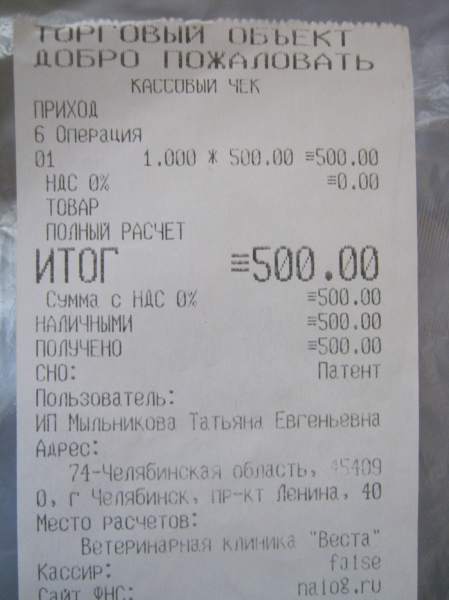 ТОРГОВЫЙ ОБЪЕКТ
ДОБРО ПОЖАЛОВАТЬ
КАССОВЫЙ ЧЕК
ПРИХОД
6 Операция
01 1.000 * 500.00 ≡500.00
НДС 0% ≡0.00
ТОВАР
ПОЛНЫЙ РАСЧЕТ
ИТОГ ≡500.00
Сумма с НДС 0% ≡500.00
НАЛИЧНЫМИ ≡500.00
ПОЛУЧЕНО ≡500.00
СНО: Патент
Пользователь:
ИП Мыльникова Татьяна Евгеньевна
Адрес:
74-Челябинская область,
0, г Челябинск, пр-кт Ленина, 40
Место расчетов:
Ветеринарная клиника "Веста"
Кассир: false
Сайт ФНС: nalog.ru